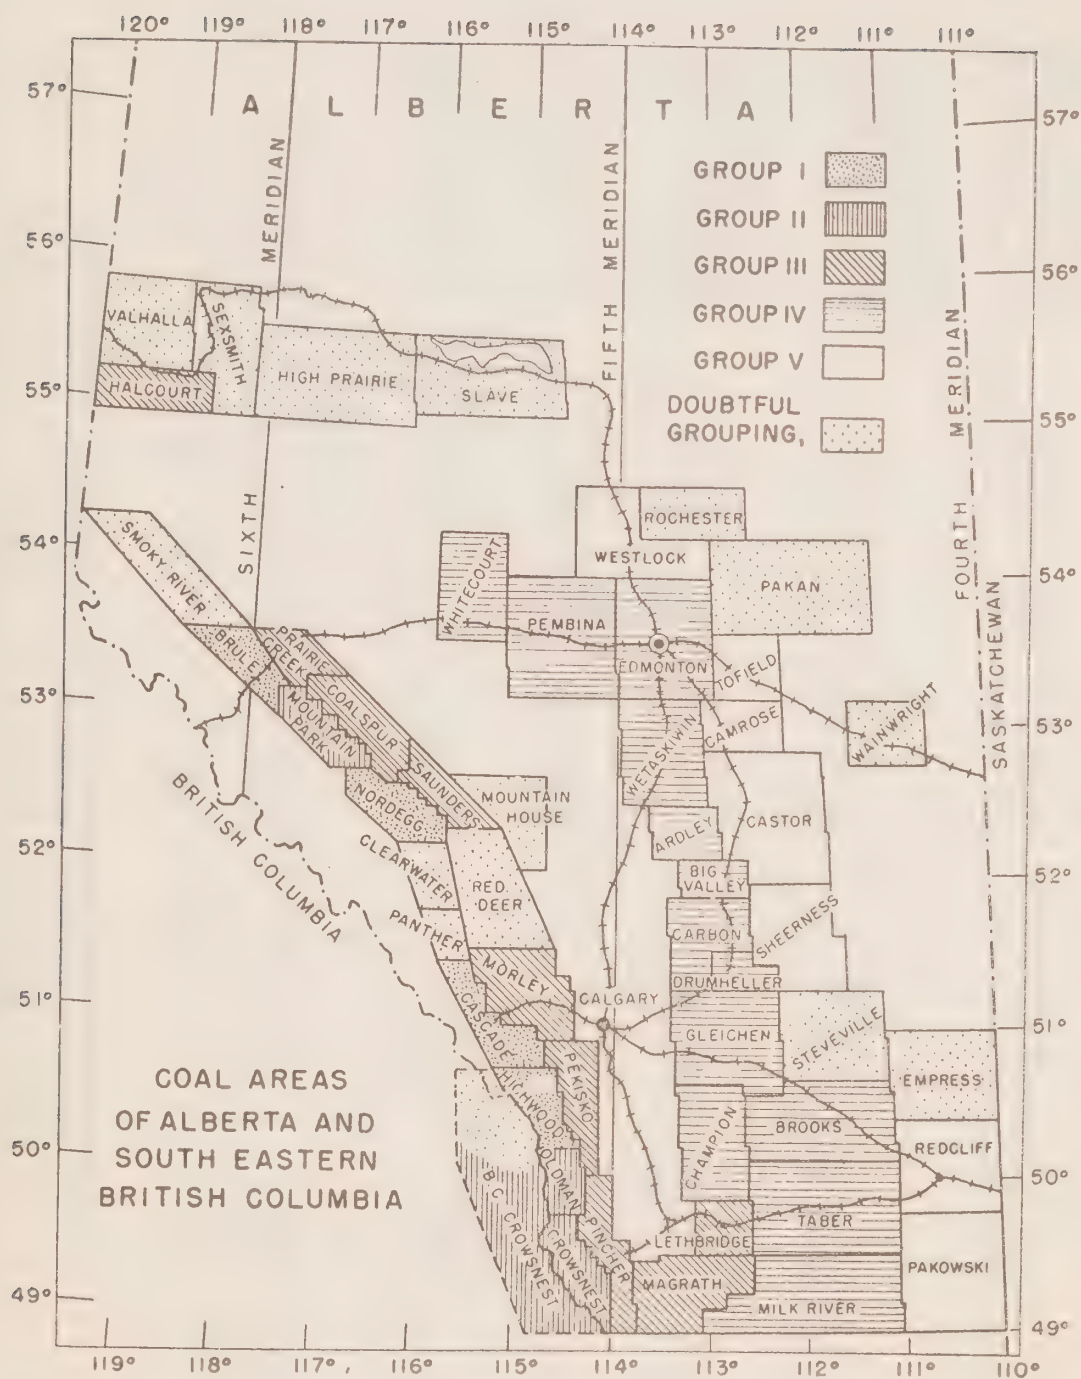 120° 119° 118° 117° 116° 115° 114° 113° 112° 111° 111°
57° 57°
A L B E R T A
GROUP I
GROUP II
GROUP III
GROUP IV
GROUP V
DOUBTFUL
GROUPING,
MERIDIAN
FIFTH MERIDIAN
MERIDIAN
56° 56°
VALHALLA
SEXSMITH
HALCOURT
HIGH PRAIRIE
SLAVE
55° 55°
SIXTH
FOURTH
SASKATCHEWAN
ROCHESTER
WESTLOCK
PAKAN
54° 54°
SMOKY RIVER
WHITECOURT
PEMBINA
EDMONTON
TOFIELD
BRULE
PRAIRIE
CREEK
COALSPUR
MOUNTAIN
PARK
53° 53°
WETASKIWIN
CAMROSE
WAINWRIGHT
SAUNDERS
NORDEGG
MOUNTAIN
HOUSE
CASTOR
ARDLEY
52° 52°
BRITISH COLUMBIA
CLEARWATER
RED
DEER
BIG
VALLEY
PANTHER
CARBON
SHEERNESS
MORLEY
DRUMHELLER
51° 51°
CALGARY
CASCADE
GLEICHEN
STEVEVILLE
EMPRESS
HIGHWOOD
PEKISKO
CHAMPION
BROOKS
REDCLIFF
50° 50°
COAL AREAS
OF ALBERTA AND
SOUTH EASTERN
BRITISH COLUMBIA
OLDMAN
B.C. CROWSNEST
CROWSNEST
PINCHER
LETHBRIDGE
TABER
MAGRATH
PAKOWSKI
MILK RIVER
49° 49°
119° 118° 117°, 116° 115° 114° 113° 112° 111° 110°